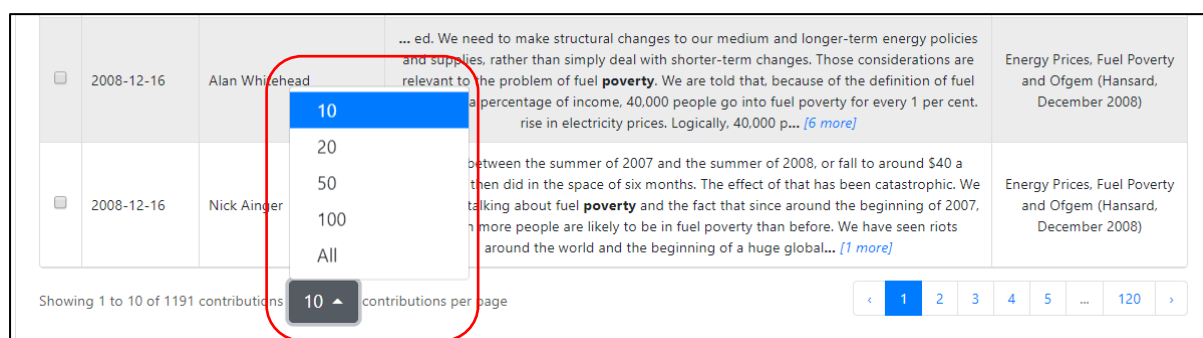 ... ed. We need to make structural changes to our medium and longer-term energy policies
and supplies, rather than simply deal with shorter-term changes. Those considerations are
relevant to the problem of fuel poverty. We are told that, because of the definition of fuel
a percentage of income, 40,000 people go into fuel poverty for every 1 per cent.
rise in electricity prices. Logically, 40,000 p... [6 more]
2008-12-16
Alan Whitehead
Energy Prices, Fuel Poverty
and Ofgem (Hansard,
December 2008)
10
20
50
100
All
between the summer of 2007 and the summer of 2008, or fall to around $40 a
then did in the space of six months. The effect of that has been catastrophic. We
talking about fuel poverty and the fact that since around the beginning of 2007,
more people are likely to be in fuel poverty than before. We have seen riots
around the world and the beginning of a huge global... [1 more]
2008-12-16
Nick Ainger
Energy Prices, Fuel Poverty
and Ofgem (Hansard,
December 2008)
Showing 1 to 10 of 1191 contributions 10 contributions per page
‹ 1 2 3 4 5 ... 120 ›